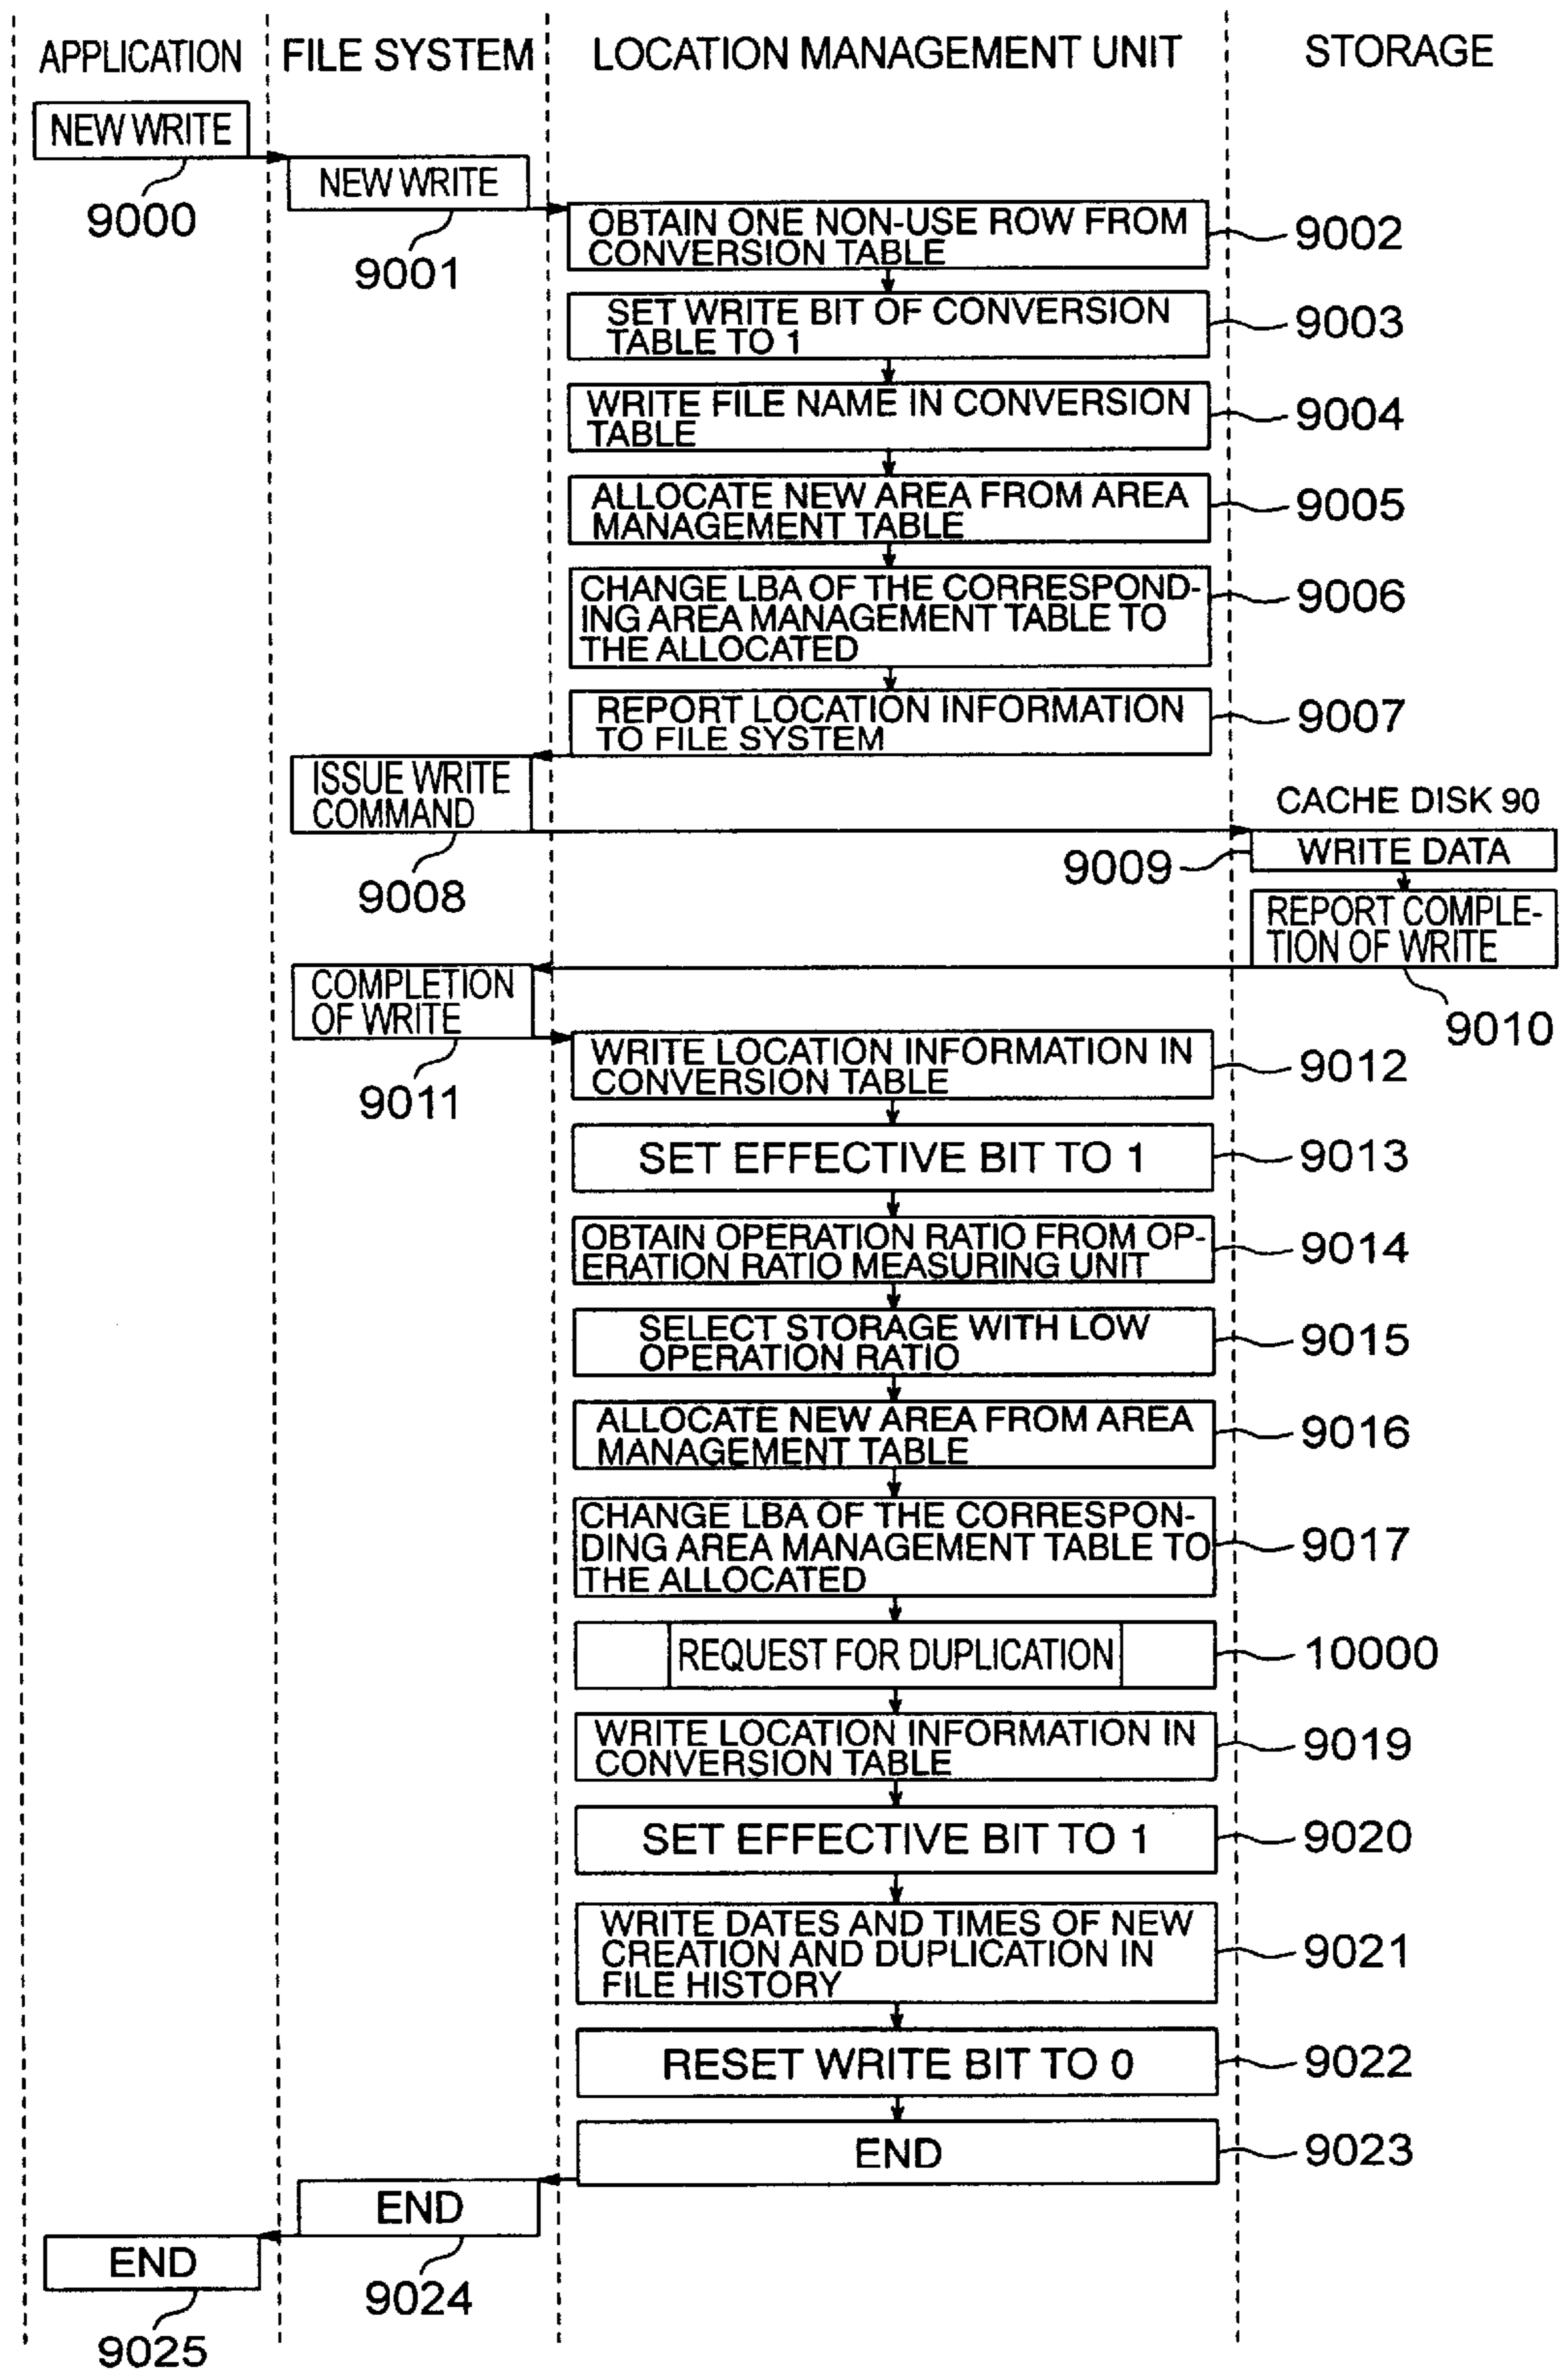 APPLICATION
FILE SYSTEM
LOCATION MANAGEMENT UNIT
STORAGE
NEW WRITE
9000
NEW WRITE
9001
OBTAIN ONE NON-USE ROW FROM
CONVERSION TABLE
9002
SET WRITE BIT OF CONVERSION
TABLE TO 1
9003
WRITE FILE NAME IN CONVERSION
TABLE
9004
ALLOCATE NEW AREA FROM AREA
MANAGEMENT TABLE
9005
CHANGE LBA OF THE CORRESPOND-
ING AREA MANAGEMENT TABLE TO
THE ALLOCATED
9006
REPORT LOCATION INFORMATION
TO FILE SYSTEM
9007
ISSUE WRITE
COMMAND
9008
CACHE DISK 90
WRITE DATA
9009
REPORT COMPLE-
TION OF WRITE
9010
COMPLETION
OF WRITE
9011
WRITE LOCATION INFORMATION IN
CONVERSION TABLE
9012
SET EFFECTIVE BIT TO 1
9013
OBTAIN OPERATION RATIO FROM OP-
ERATION RATIO MEASURING UNIT
9014
SELECT STORAGE WITH LOW
OPERATION RATIO
9015
ALLOCATE NEW AREA FROM AREA
MANAGEMENT TABLE
9016
CHANGE LBA OF THE CORRESPON-
DING AREA MANAGEMENT TABLE TO
THE ALLOCATED
9017
REQUEST FOR DUPLICATION
10000
WRITE LOCATION INFORMATION IN
CONVERSION TABLE
9019
SET EFFECTIVE BIT TO 1
9020
WRITE DATES AND TIMES OF NEW
CREATION AND DUPLICATION IN
FILE HISTORY
9021
RESET WRITE BIT TO 0
9022
END
9023
END
9024
END
9025